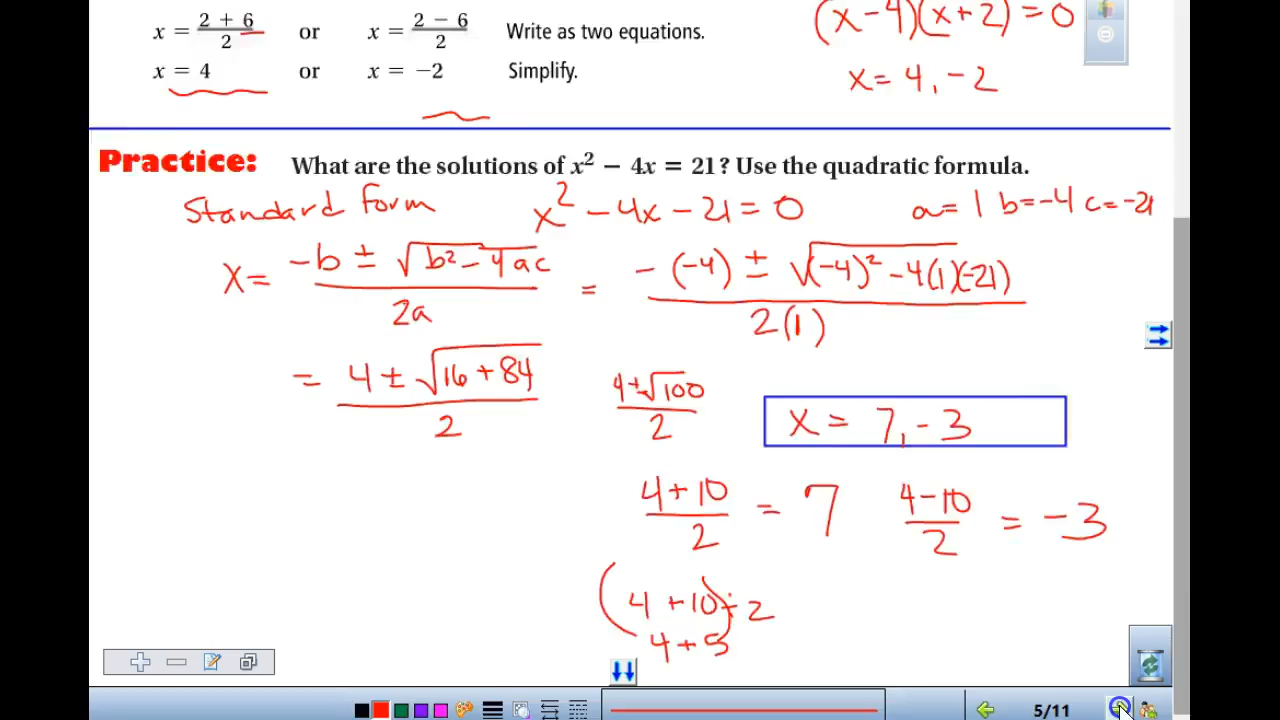 x = (2 + 6)/2 or x = (2 − 6)/2 Write as two equations.
(x-4)(x+2) = 0
x = 4 or x = −2 Simplify.
x = 4, -2
Practice: What are the solutions of x² − 4x = 21? Use the quadratic formula.
Standard form x² - 4x - 21 = 0 a = 1 b = -4 c = -21
x = (-b ± √(b² - 4ac))/(2a) = (-(-4) ± √((-4)² - 4(1)(-21)))/(2(1))
= (4 ± √(16 + 84))/2 (4 ± √100)/2
x = 7, -3
(4 + 10)/2 = 7 (4 - 10)/2 = -3
(4 + 10) ÷ 2
4 + 5
5/11